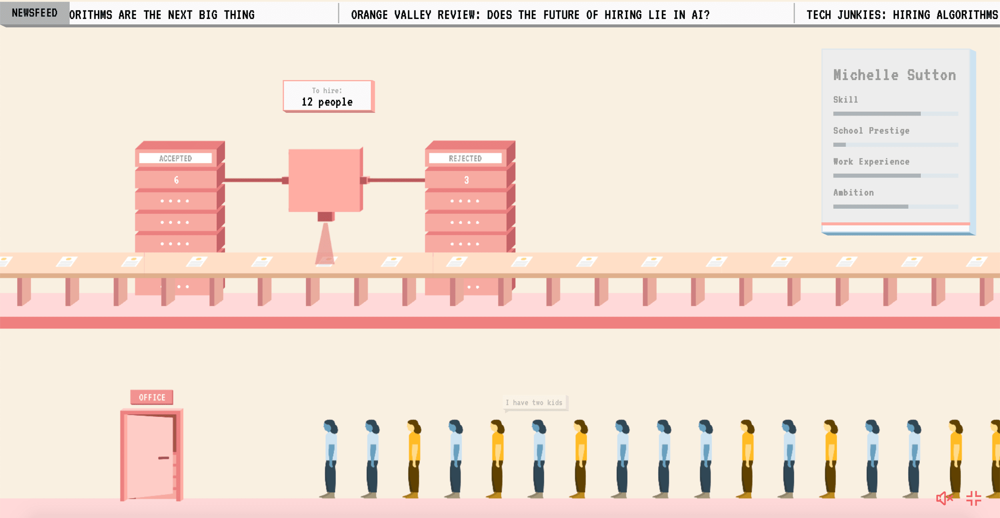 NEWSFEED
ORITHMS ARE THE NEXT BIG THING
ORANGE VALLEY REVIEW: DOES THE FUTURE OF HIRING LIE IN AI?
TECH JUNKIES: HIRING ALGORITHMS
To hire:
12 people
Michelle Sutton
Skill
School Prestige
Work Experience
Ambition
ACCEPTED
6
REJECTED
3
OFFICE
I have two kids